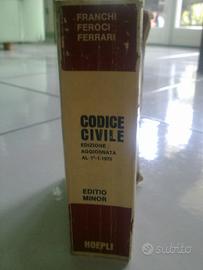 FRANCHI
FEROCI
FERRARI
CODICE
CIVILE
EDIZIONE
AGGIORNATA
AL 1°-1-1975
EDITIO
MINOR
HOEPLI
subito